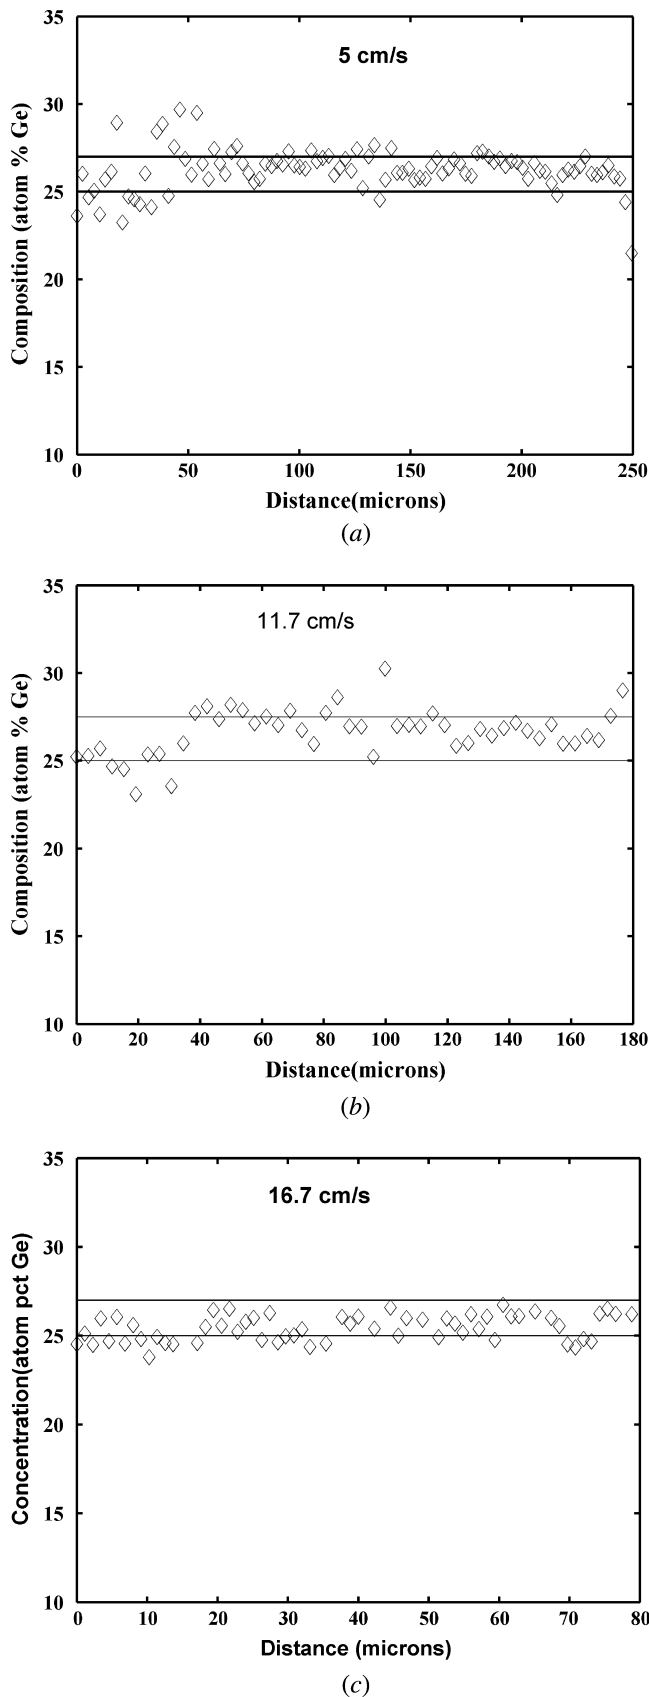 35
5 cm/s
30
25
20
15
10
Composition (atom % Ge)
0 50 100 150 200 250
Distance(microns)
(a)
35
11.7 cm/s
30
25
20
15
10
Composition (atom % Ge)
0 20 40 60 80 100 120 140 160 180
Distance(microns)
(b)
35
16.7 cm/s
30
25
20
15
10
Concentration(atom pct Ge)
0 10 20 30 40 50 60 70 80
Distance (microns)
(c)